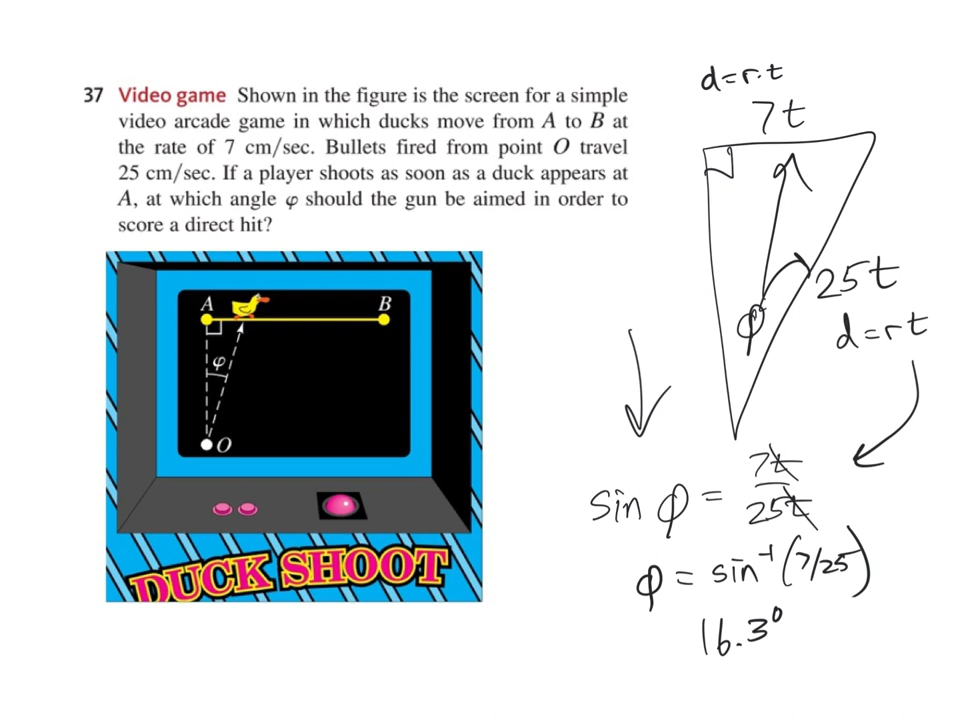 37 Video game Shown in the figure is the screen for a simple
video arcade game in which ducks move from A to B at
the rate of 7 cm/sec. Bullets fired from point O travel
25 cm/sec. If a player shoots as soon as a duck appears at
A, at which angle φ should the gun be aimed in order to
score a direct hit?
A
B
φ
O
DUCK SHOOT
d=r·t
7t
25t
φ
d=rt
sin φ = 7t/25t
φ = sin⁻¹(7/25)
16.3°